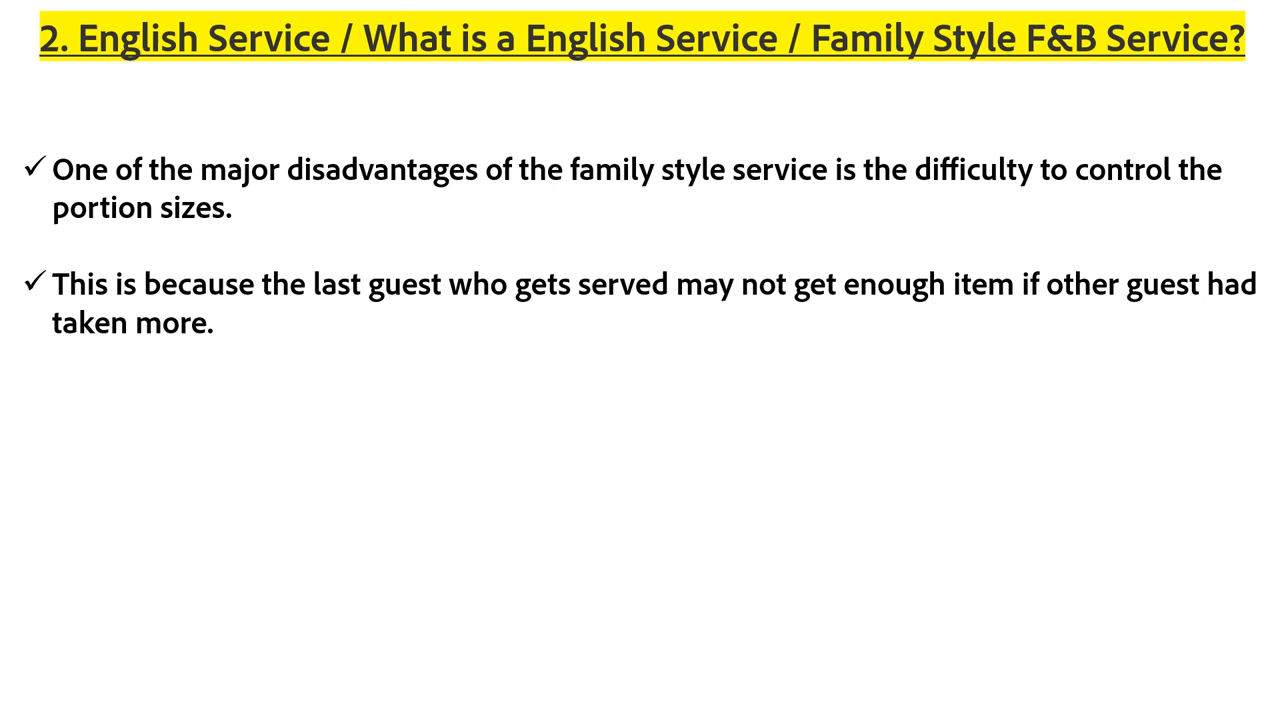 2. English Service / What is a English Service / Family Style F&B Service?
✓ One of the major disadvantages of the family style service is the difficulty to control the
portion sizes.
✓ This is because the last guest who gets served may not get enough item if other guest had
taken more.